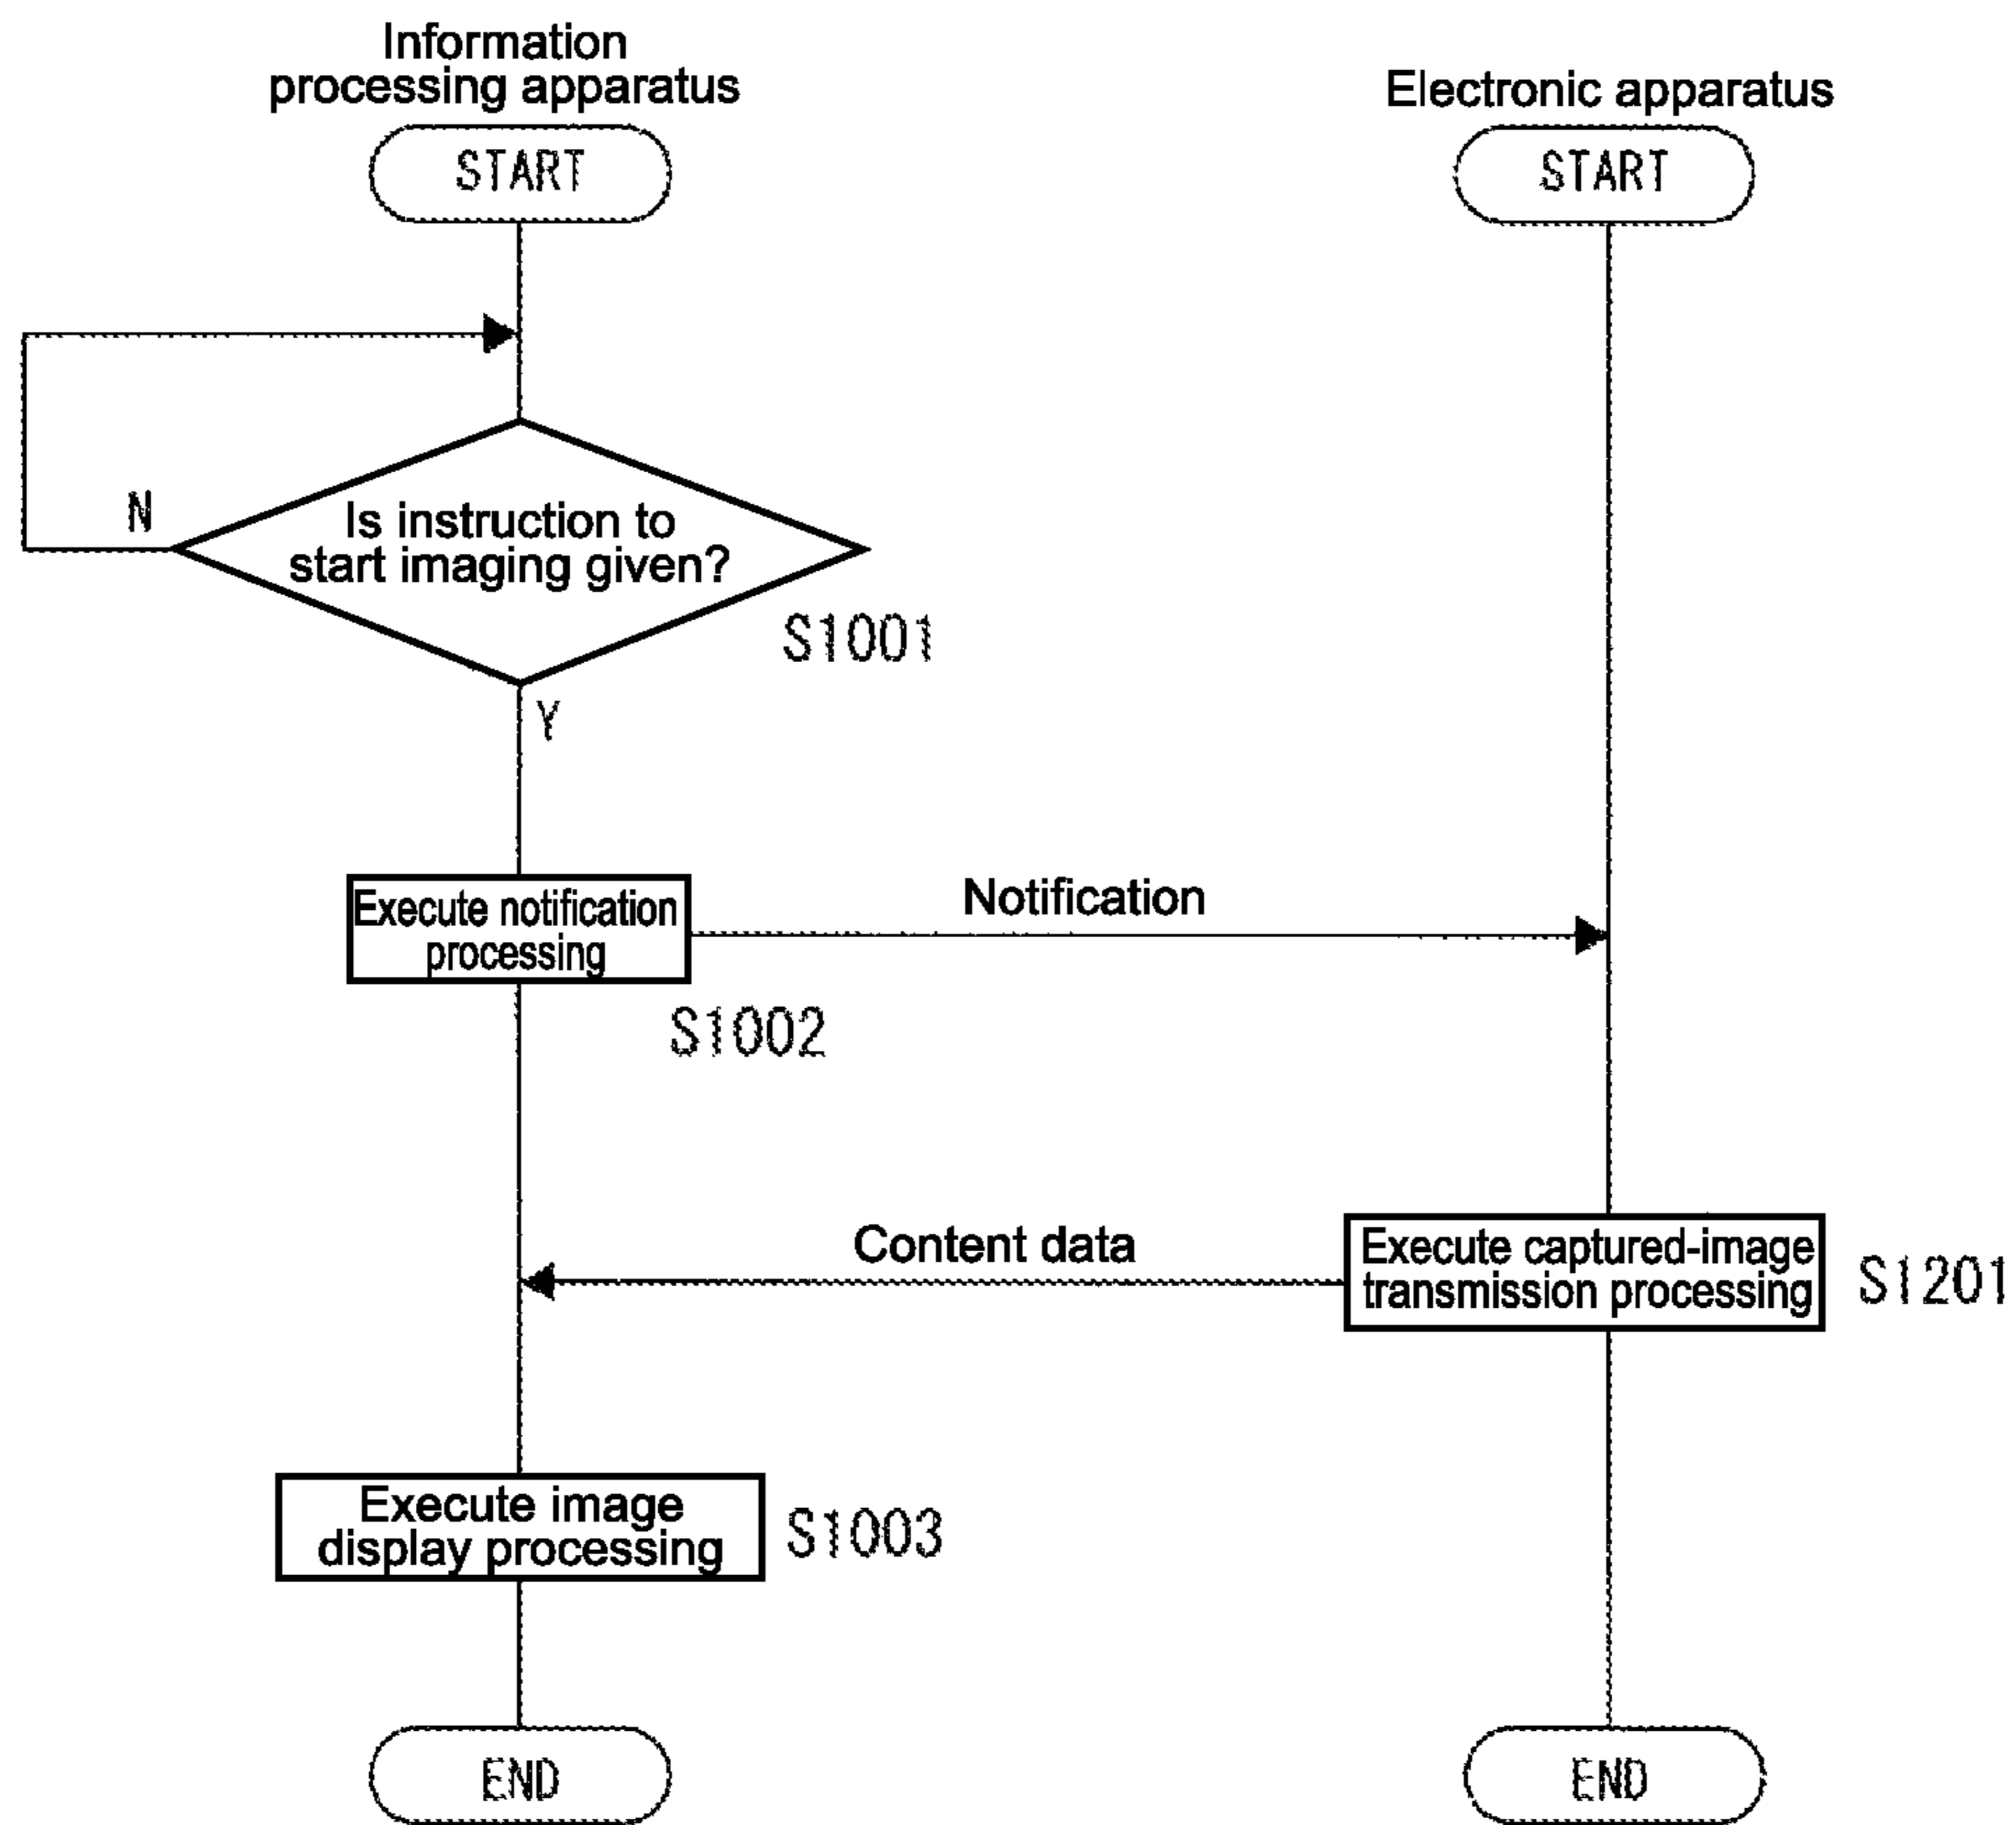 Information
processing apparatus
Electronic apparatus
START
START
N
Is instruction to
start imaging given?
S1001
Y
Execute notification
processing
Notification
S1002
Content data
Execute captured-image
transmission processing
S1201
Execute image
display processing
S1003
END
END